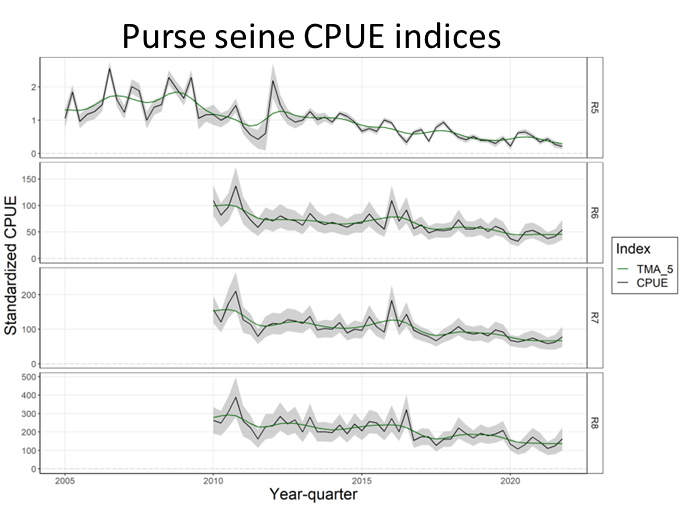 Purse seine CPUE indices
Standardized CPUE
2
1
0
R5
150
100
50
0
R6
200
100
0
R7
500
400
300
200
100
0
R8
2005 2010 2015 2020
Year-quarter
Index
TMA_5
CPUE